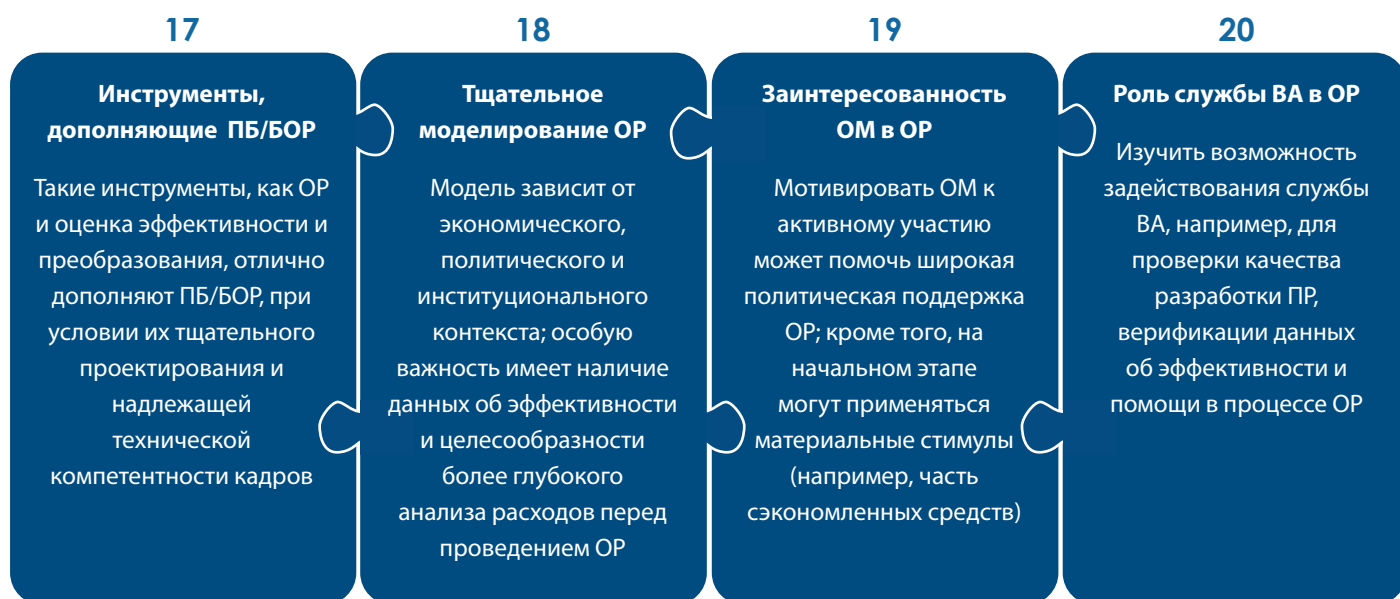 17
Инструменты,
дополняющие ПБ/БОР
Такие инструменты, как ОР
и оценка эффективности и
преобразования, отлично
дополняют ПБ/БОР, при
условии их тщательного
проектирования и
надлежащей
технической
компетентности кадров
18
Тщательное
моделирование ОР
Модель зависит от
экономического,
политического и
институционального
контекста; особую
важность имеет наличие
данных об эффективности
и целесообразности
более глубокого
анализа расходов перед
проведением ОР
19
Заинтересованность
ОМ в ОР
Мотивировать ОМ к
активному участию
может помочь широкая
политическая поддержка
ОР; кроме того, на
начальном этапе
могут применяться
материальные стимулы
(например, часть
сэкономленных средств)
20
Роль службы ВА в ОР
Изучить возможность
задействования службы
ВА, например, для
проверки качества
разработки ПР,
верификации данных
об эффективности и
помощи в процессе ОР